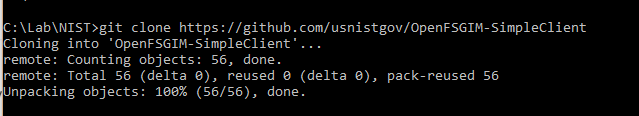 C:\Lab\NIST>git clone https://github.com/usnistgov/OpenFSGIM-SimpleClient
Cloning into 'OpenFSGIM-SimpleClient'...
remote: Counting objects: 56, done.
remote: Total 56 (delta 0), reused 0 (delta 0), pack-reused 56
Unpacking objects: 100% (56/56), done.